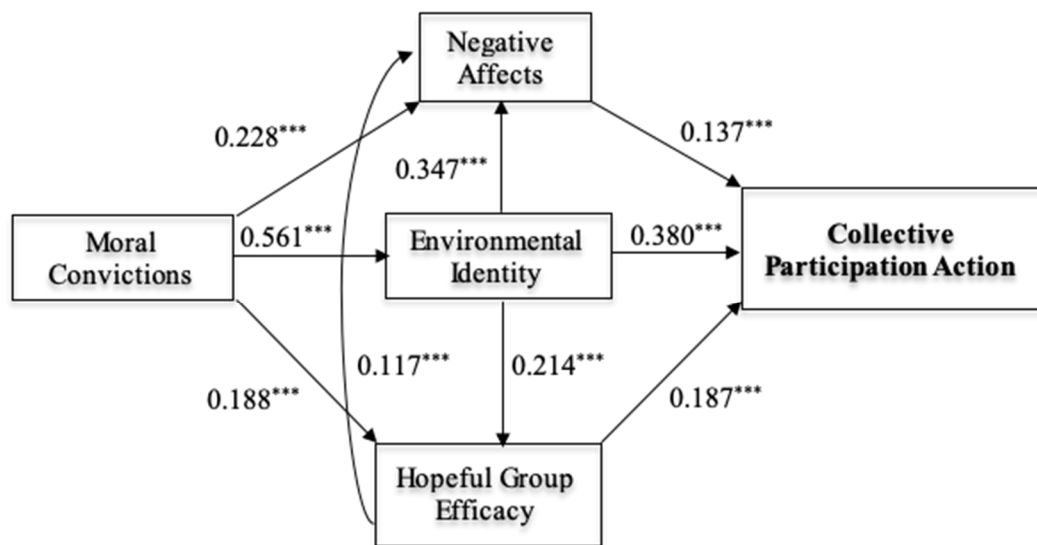 Negative
Affects
0.228***
0.137***
0.347***
Moral
Convictions
0.561***
Environmental
Identity
0.380***
Collective
Participation Action
0.188***
0.117***
0.214***
0.187***
Hopeful Group
Efficacy